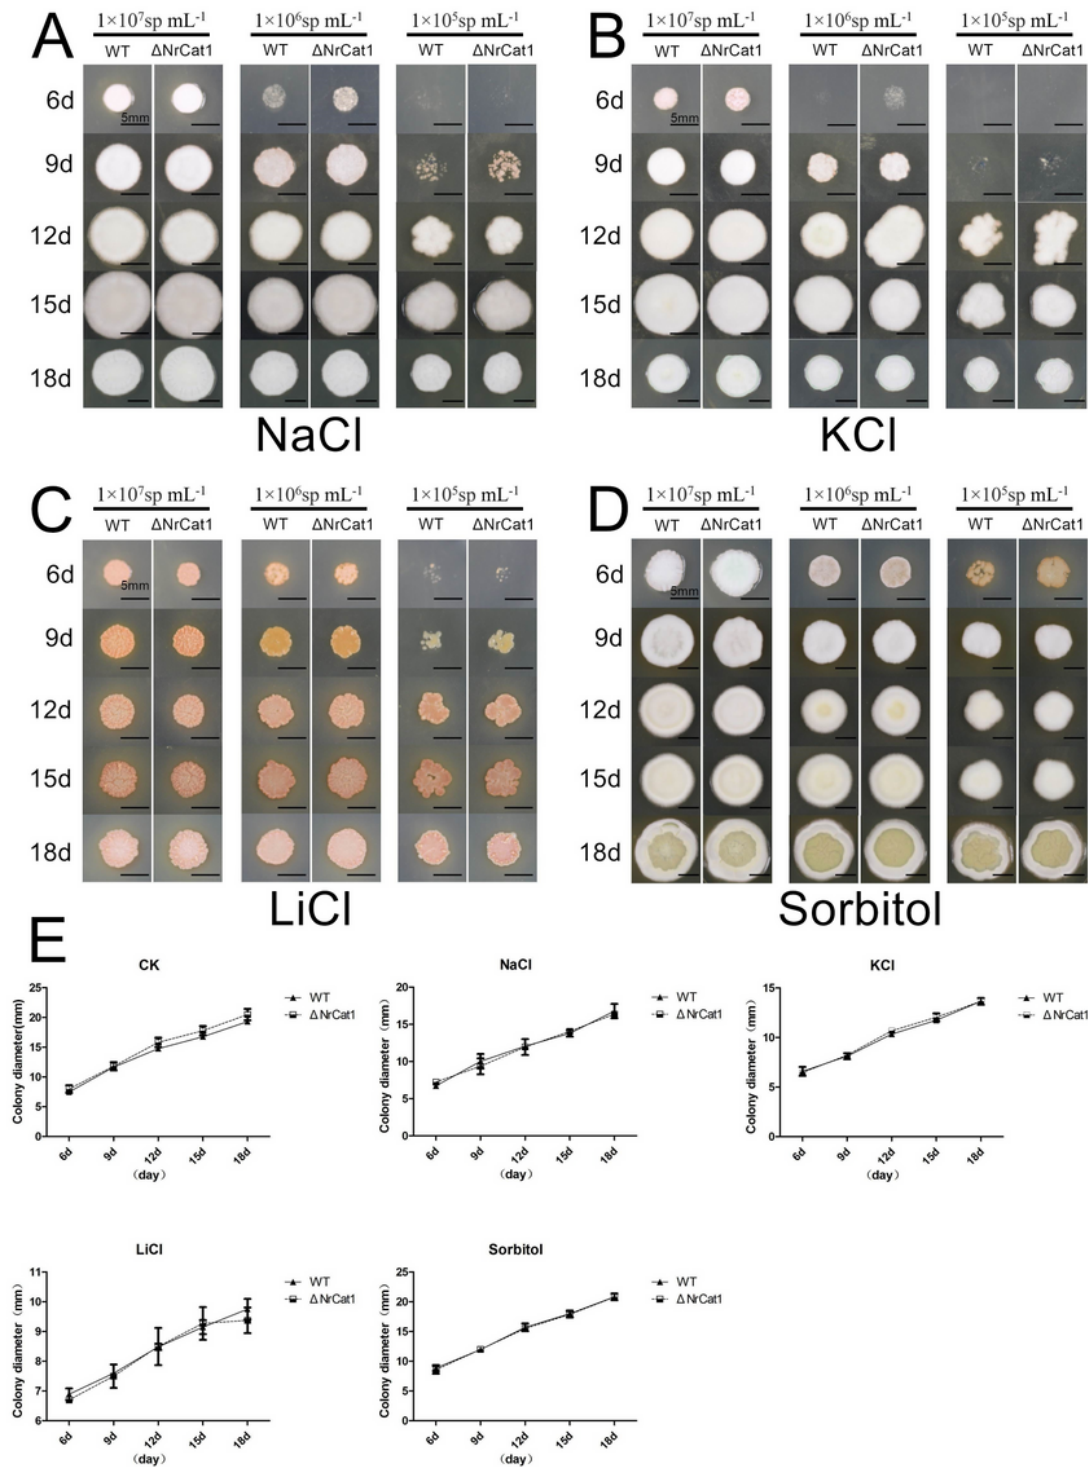 A
1×10⁷sp mL⁻¹ 1×10⁶sp mL⁻¹ 1×10⁵sp mL⁻¹
WT ΔNrCat1 WT ΔNrCat1 WT ΔNrCat1
6d
5mm
9d
12d
15d
18d
NaCl
B
1×10⁷sp mL⁻¹ 1×10⁶sp mL⁻¹ 1×10⁵sp mL⁻¹
WT ΔNrCat1 WT ΔNrCat1 WT ΔNrCat1
6d
5mm
9d
12d
15d
18d
KCl
C
1×10⁷sp mL⁻¹ 1×10⁶sp mL⁻¹ 1×10⁵sp mL⁻¹
WT ΔNrCat1 WT ΔNrCat1 WT ΔNrCat1
6d
5mm
9d
12d
15d
18d
LiCl
D
1×10⁷sp mL⁻¹ 1×10⁶sp mL⁻¹ 1×10⁵sp mL⁻¹
WT ΔNrCat1 WT ΔNrCat1 WT ΔNrCat1
6d
5mm
9d
12d
15d
18d
Sorbitol
E
CK
Colony diameter(mm)
25
20
15
10
5
0
6d 9d 12d 15d 18d
（day）
WT
ΔNrCat1
NaCl
Colony diameter（mm）
20
15
10
5
0
6d 9d 12d 15d 18d
（day）
WT
ΔNrCat1
KCl
Colony diameter（mm）
15
10
5
0
6d 9d 12d 15d 18d
（day）
WT
ΔNrCat1
LiCl
Colony diameter（mm）
11
10
9
8
7
6
6d 9d 12d 15d 18d
（day）
WT
ΔNrCat1
Sorbitol
Colony diameter（mm）
25
20
15
10
5
0
6d 9d 12d 15d 18d
（day）
WT
ΔNrCat1